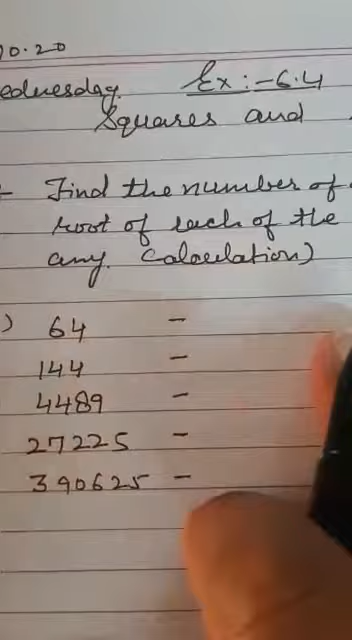 10.20
ednesday Ex:-6.4
Squares and
- Find the number of
root of each of the
any. Calculation)
) 64 -
144 -
4489 -
27225 -
390625 -